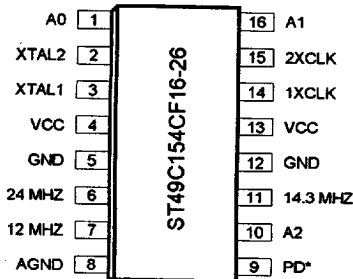 A0 1
XTAL2 2
XTAL1 3
VCC 4
GND 5
24 MHZ 6
12 MHZ 7
AGND 8
ST49C154CF16-26
16 A1
15 2XCLK
14 1XCLK
13 VCC
12 GND
11 14.3 MHZ
10 A2
9 PD*